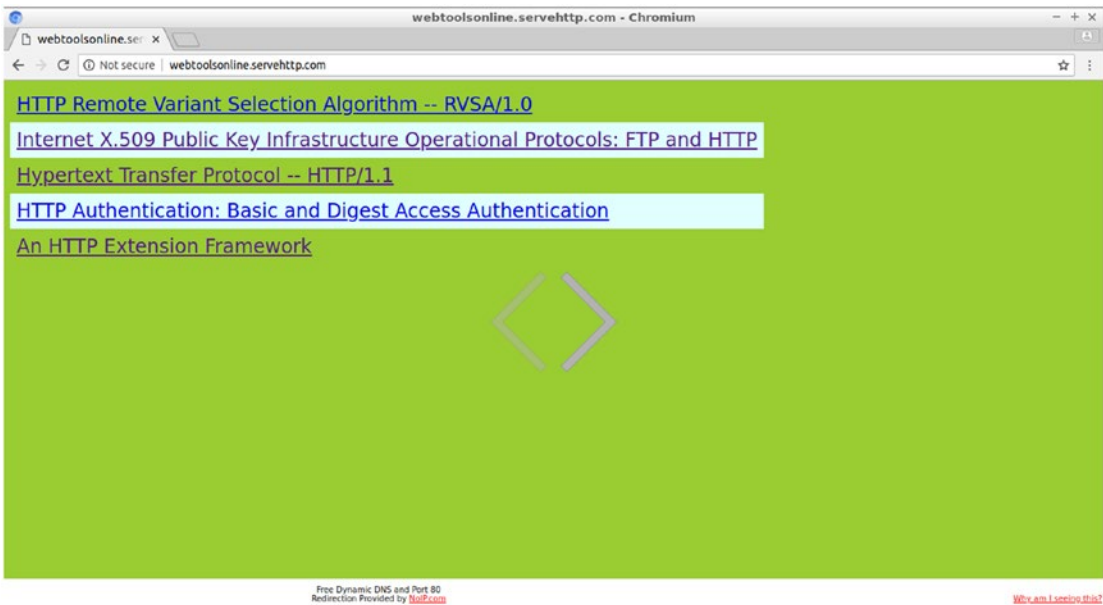 webtoolsonline.servehttp.com - Chromium
webtoolsonline.ser
Not secure | webtoolsonline.servehttp.com
HTTP Remote Variant Selection Algorithm -- RVSA/1.0
Internet X.509 Public Key Infrastructure Operational Protocols: FTP and HTTP
Hypertext Transfer Protocol -- HTTP/1.1
HTTP Authentication: Basic and Digest Access Authentication
An HTTP Extension Framework
Free Dynamic DNS and Port 80
Redirection Provided by NoIP.com
Why am I seeing this?